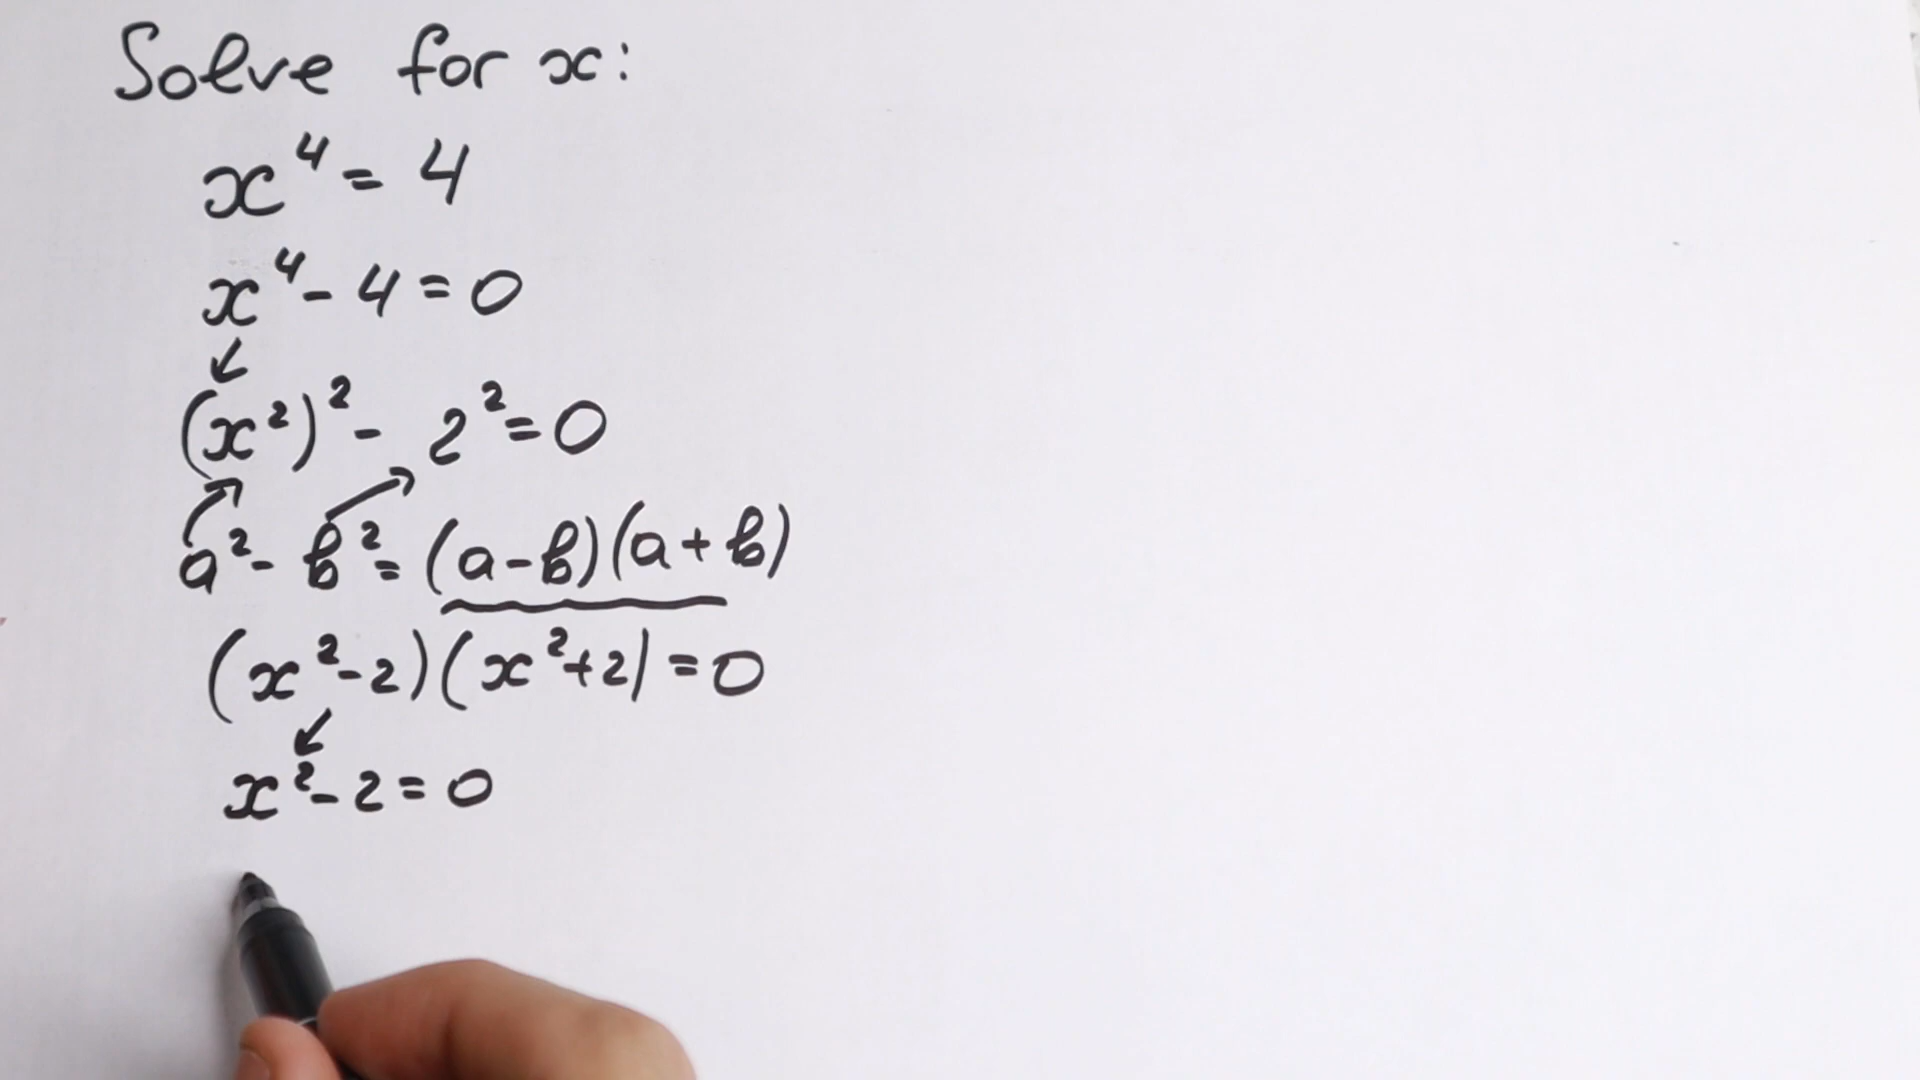 Solve for x:
x⁴ = 4
x⁴ - 4 = 0
(x²)² - 2² = 0
a² - b² = (a - b)(a + b)
(x² - 2)(x² + 2| = 0
x² - 2 = 0